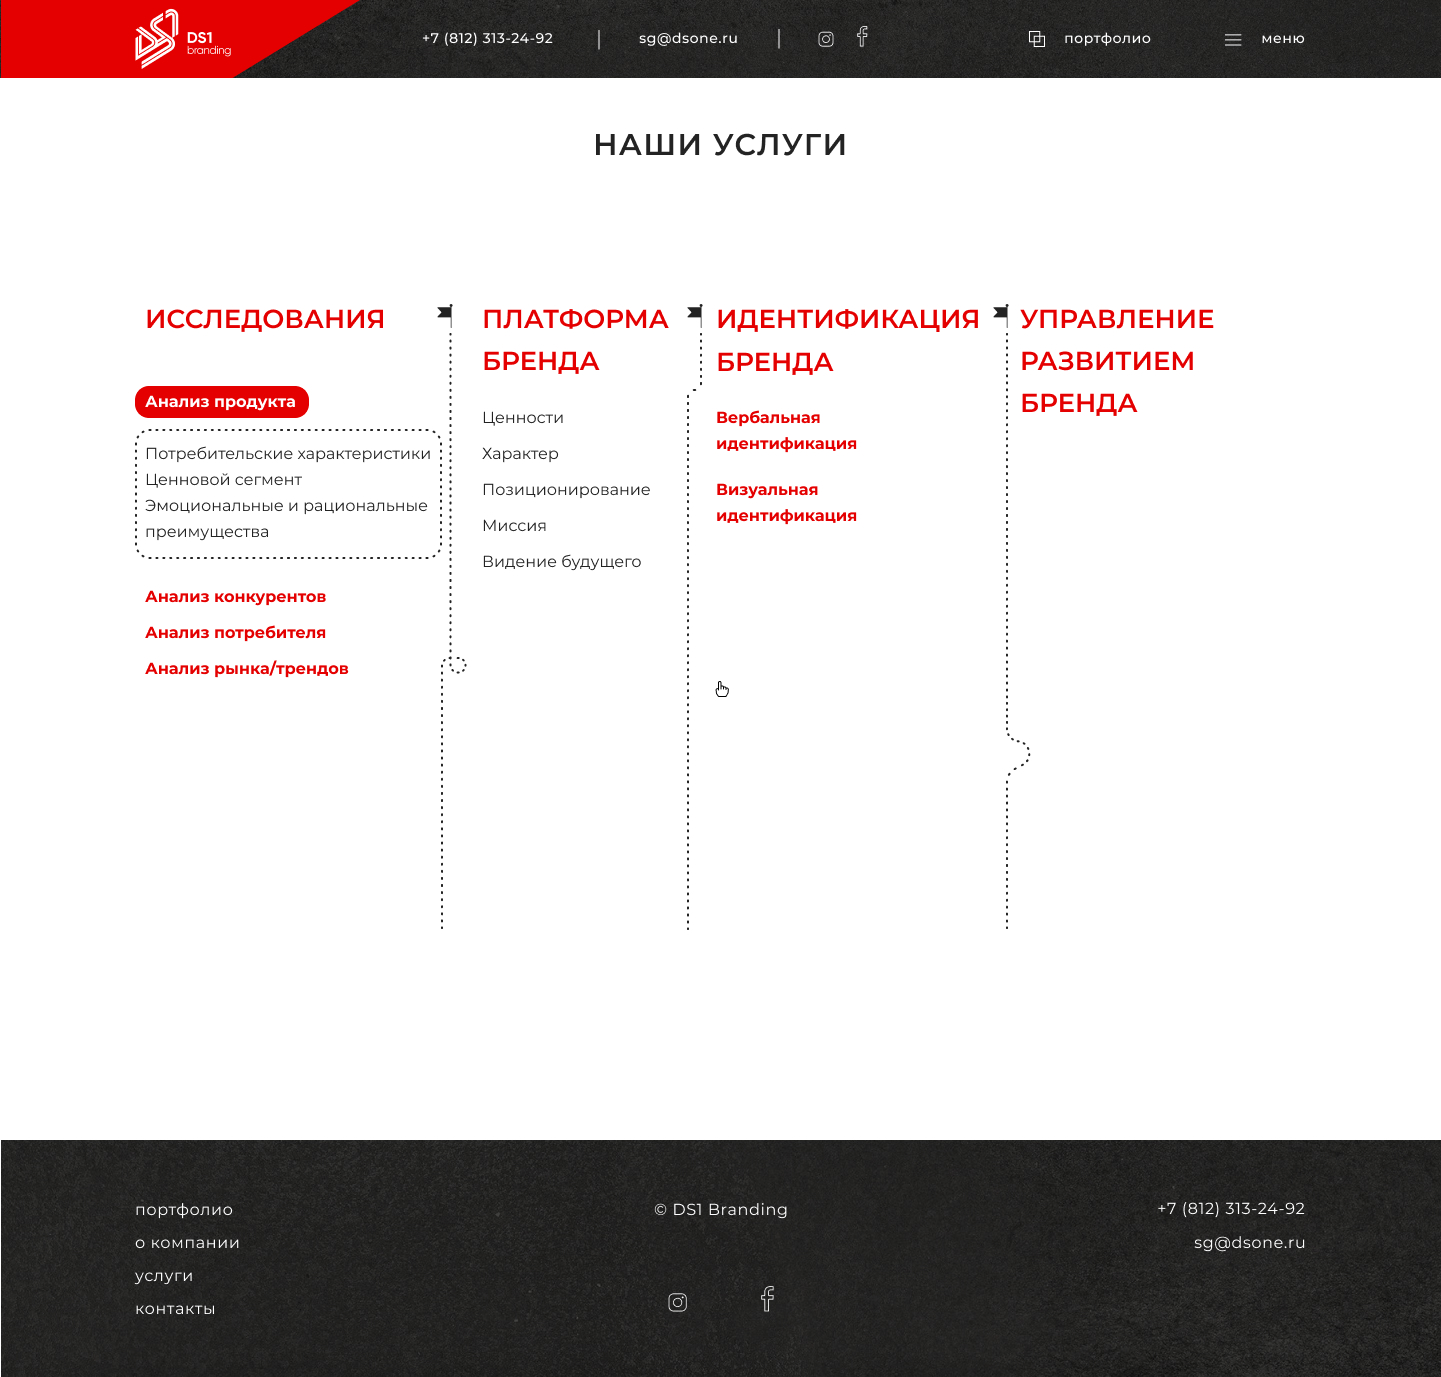 DS1
branding
+7 (812) 313-24-92
sg@dsone.ru
портфолио
меню
НАШИ УСЛУГИ
ИССЛЕДОВАНИЯ
Анализ продукта
Потребительские характеристики
Ценновой сегмент
Эмоциональные и рациональные
преимущества
Анализ конкурентов
Анализ потребителя
Анализ рынка/трендов
ПЛАТФОРМА
БРЕНДА
Ценности
Характер
Позиционирование
Миссия
Видение будущего
ИДЕНТИФИКАЦИЯ
БРЕНДА
Вербальная
идентификация
Визуальная
идентификация
УПРАВЛЕНИЕ
РАЗВИТИЕМ
БРЕНДА
портфолио
о компании
услуги
контакты
© DS1 Branding
+7 (812) 313-24-92
sg@dsone.ru